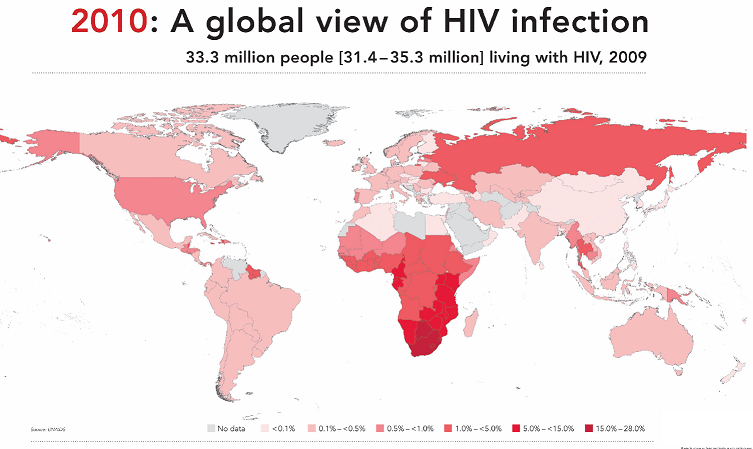 2010: A global view of HIV infection
33.3 million people [31.4–35.3 million] living with HIV, 2009
Source: UNAIDS
No data
<0.1%
0.1%–<0.5%
0.5%–<1.0%
1.0%–<5.0%
5.0%–<15.0%
15.0%–28.0%